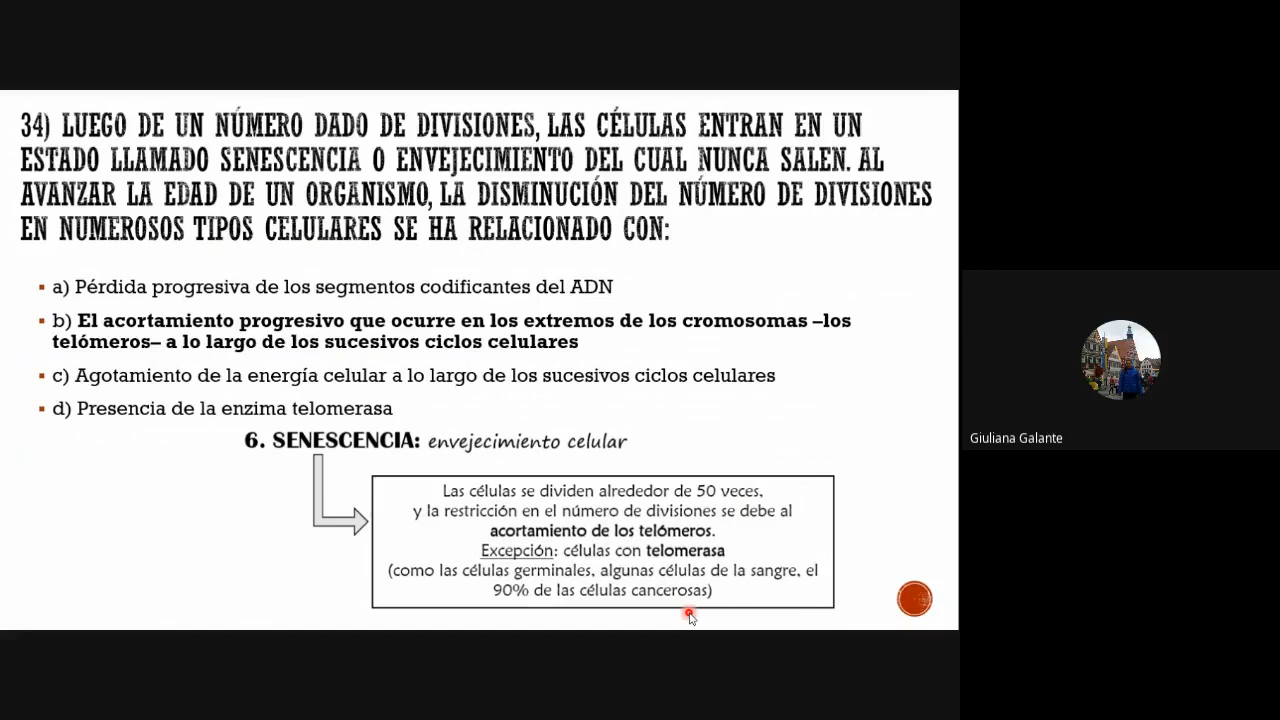 34) LUEGO DE UN NÚMERO DADO DE DIVISIONES, LAS CÉLULAS ENTRAN EN UN
ESTADO LLAMADO SENESCENCIA O ENVEJECIMIENTO DEL CUAL NUNCA SALEN. AL
AVANZAR LA EDAD DE UN ORGANISMO, LA DISMINUCIÓN DEL NÚMERO DE DIVISIONES
EN NUMEROSOS TIPOS CELULARES SE HA RELACIONADO CON:
a) Pérdida progresiva de los segmentos codificantes del ADN
b) El acortamiento progresivo que ocurre en los extremos de los cromosomas –los
telómeros– a lo largo de los sucesivos ciclos celulares
c) Agotamiento de la energía celular a lo largo de los sucesivos ciclos celulares
d) Presencia de la enzima telomerasa
6. SENESCENCIA: envejecimiento celular
Las células se dividen alrededor de 50 veces,
y la restricción en el número de divisiones se debe al
acortamiento de los telómeros.
Excepción: células con telomerasa
(como las células germinales, algunas células de la sangre, el
90% de las células cancerosas)
Giuliana Galante